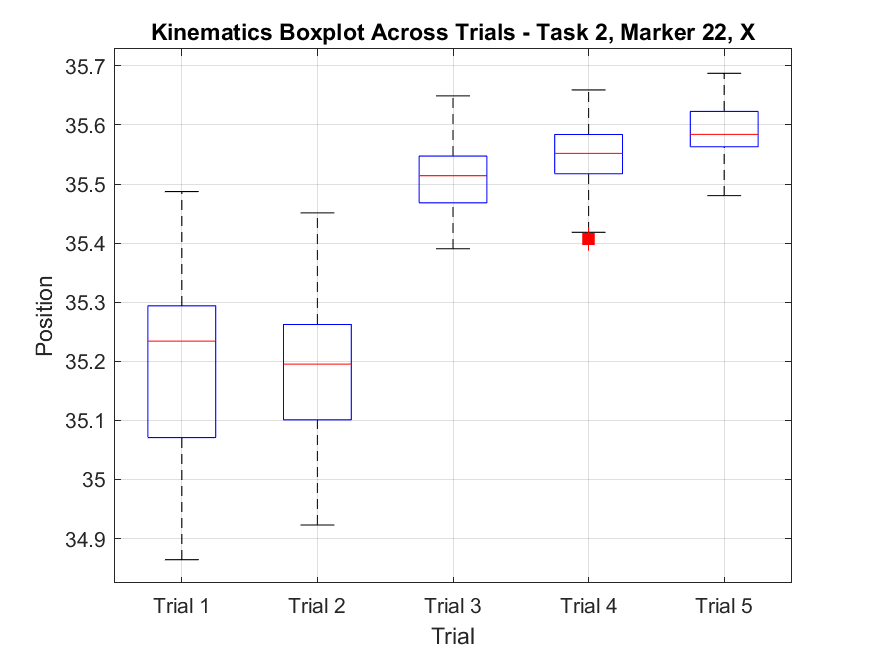 Kinematics Boxplot Across Trials - Task 2, Marker 22, X
35.7
35.6
35.5
35.4
35.3
35.2
35.1
35
34.9
Position
Trial 1 Trial 2 Trial 3 Trial 4 Trial 5
Trial